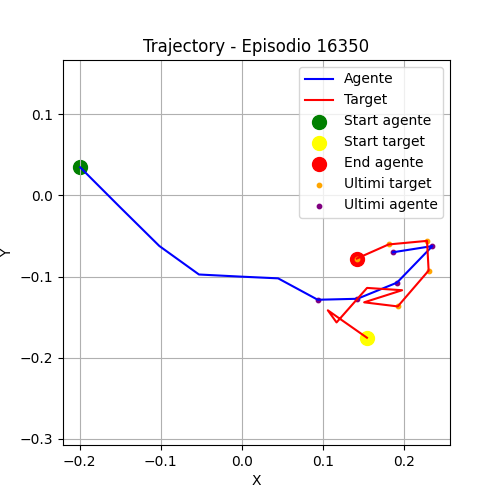 Trajectory - Episodio 16350
Agente
Target
Start agente
Start target
End agente
Ultimi target
Ultimi agente
0.1
0.0
−0.1
−0.2
−0.3
Y
−0.2
−0.1
0.0
0.1
0.2
X